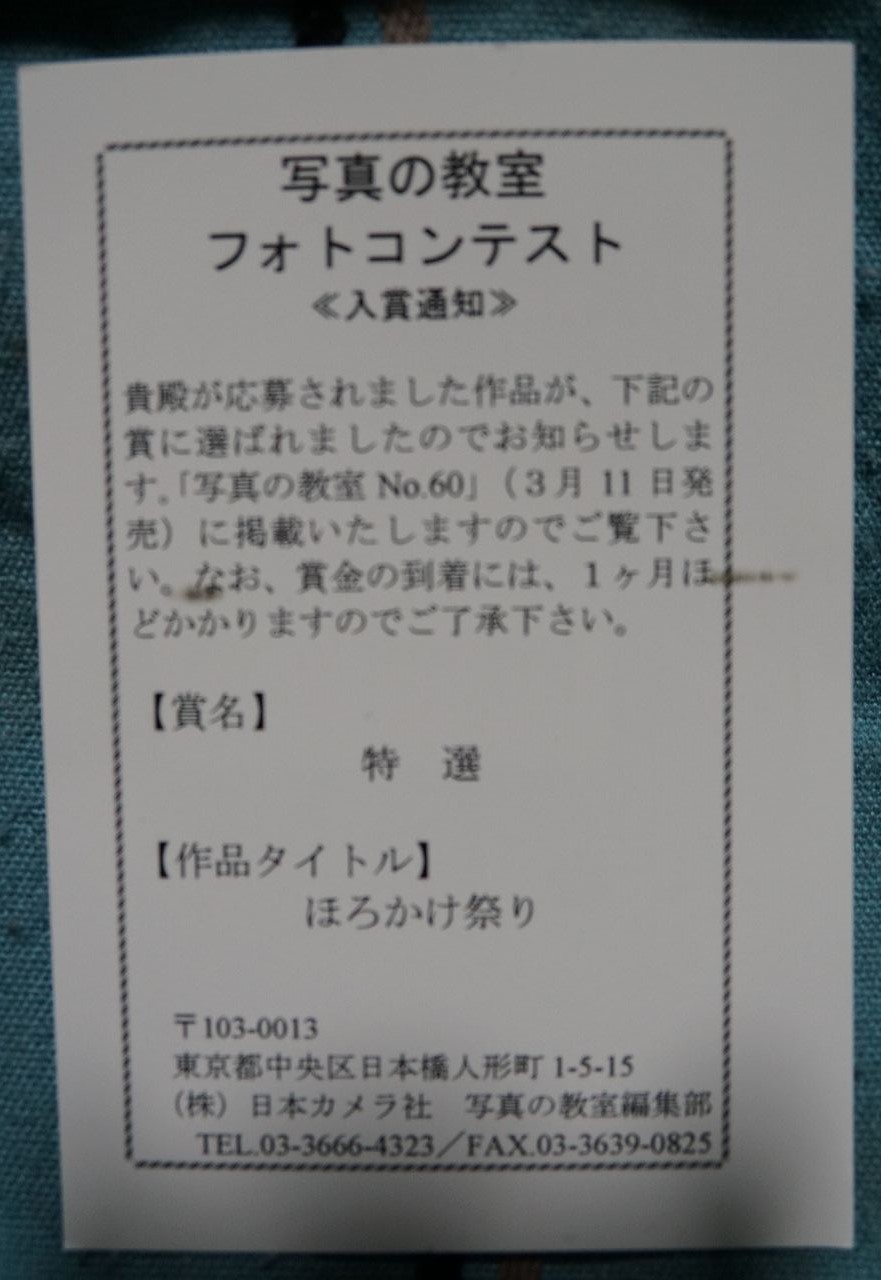 写真の教室
フォトコンテスト
≪入賞通知≫
貴殿が応募されました作品が、下記の
賞に選ばれましたのでお知らせしま
す。「写真の教室 No.60」（３月 11 日発
売）に掲載いたしますのでご覧下さ
い。なお、賞金の到着には、１ヶ月ほ
どかかりますのでご了承下さい。
【賞名】
特　選
【作品タイトル】
ほろかけ祭り
〒103-0013
東京都中央区日本橋人形町 1-5-15
（株）日本カメラ社　写真の教室編集部
TEL.03-3666-4323／FAX.03-3639-0825